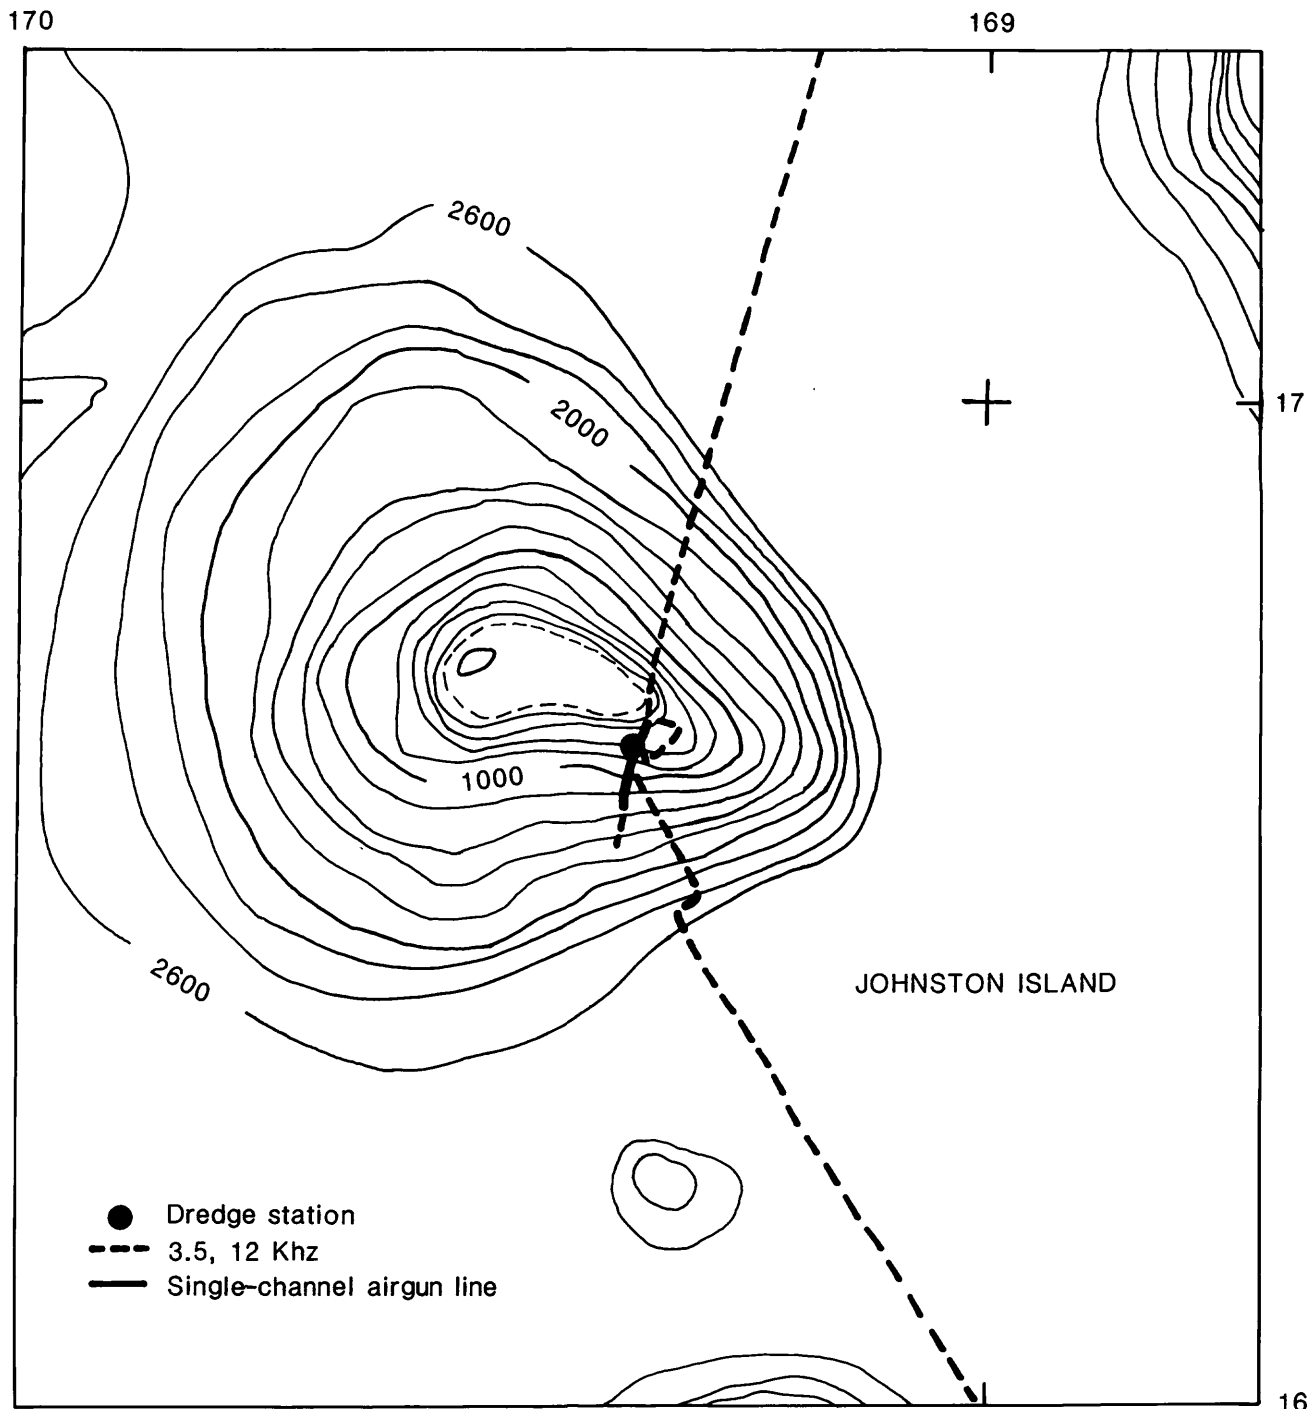 170
169
2600
17
2000
1000
2600
JOHNSTON ISLAND
Dredge station
3.5, 12 Khz
Single-channel airgun line
16